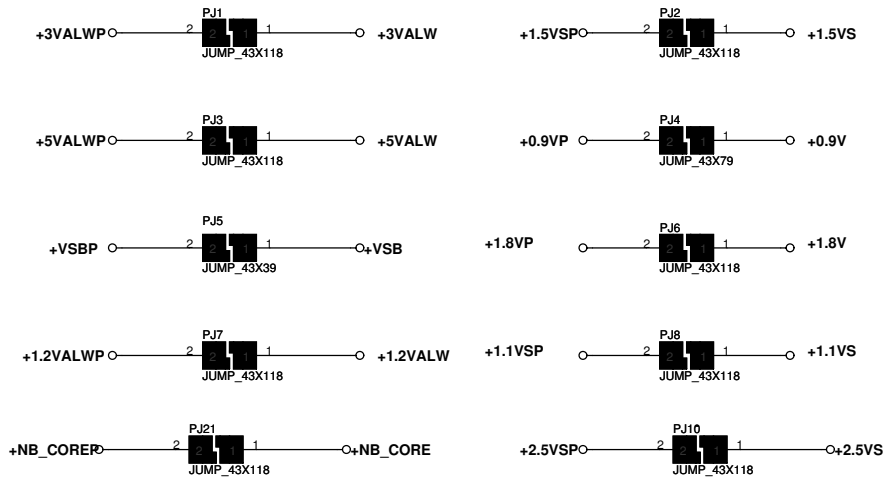 PJ1
+3VALWP 2 2 1 1 +3VALW
JUMP_43X118
PJ2
+1.5VSP 2 2 1 1 +1.5VS
JUMP_43X118
PJ3
+5VALWP 2 2 1 1 +5VALW
JUMP_43X118
PJ4
+0.9VP 2 2 1 1 +0.9V
JUMP_43X79
PJ5
+VSBP 2 2 1 1 +VSB
JUMP_43X39
PJ6
+1.8VP 2 2 1 1 +1.8V
JUMP_43X118
PJ7
+1.2VALWP 2 2 1 1 +1.2VALW
JUMP_43X118
PJ8
+1.1VSP 2 2 1 1 +1.1VS
JUMP_43X118
PJ21
+NB_COREP 2 2 1 1 +NB_CORE
JUMP_43X118
PJ10
+2.5VSP 2 2 1 1 +2.5VS
JUMP_43X118